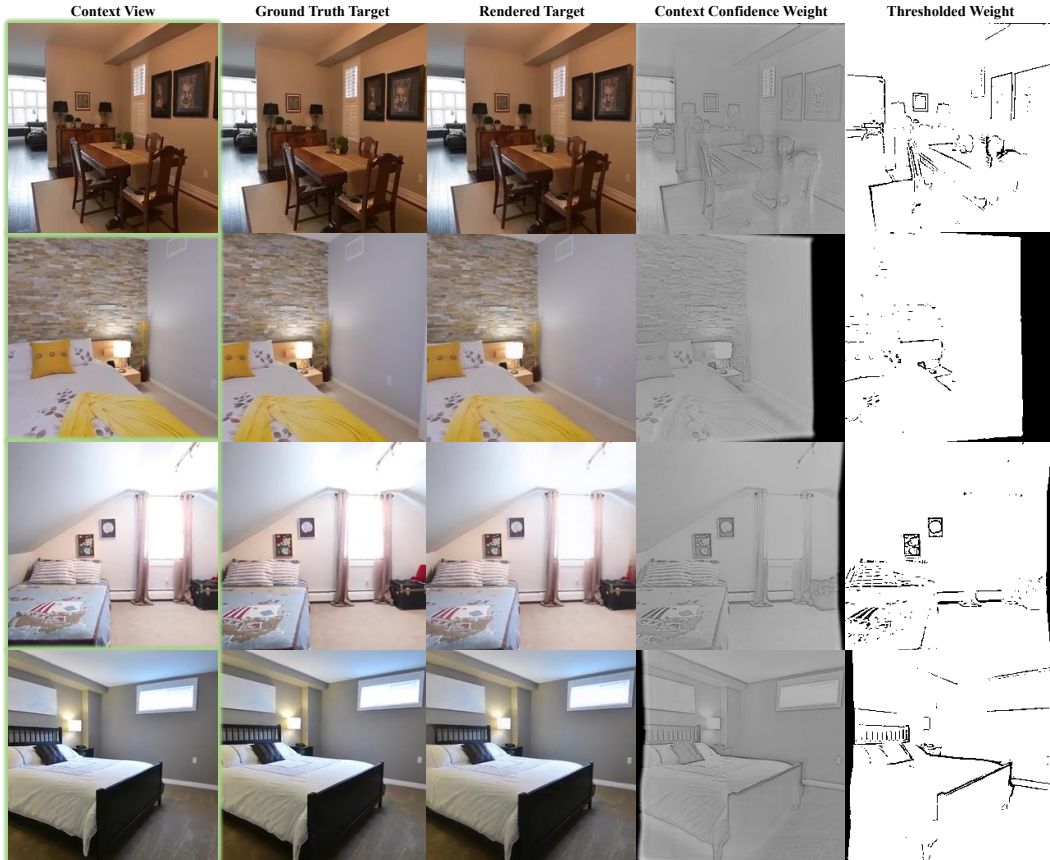 Context View
Ground Truth Target
Rendered Target
Context Confidence Weight
Thresholded Weight